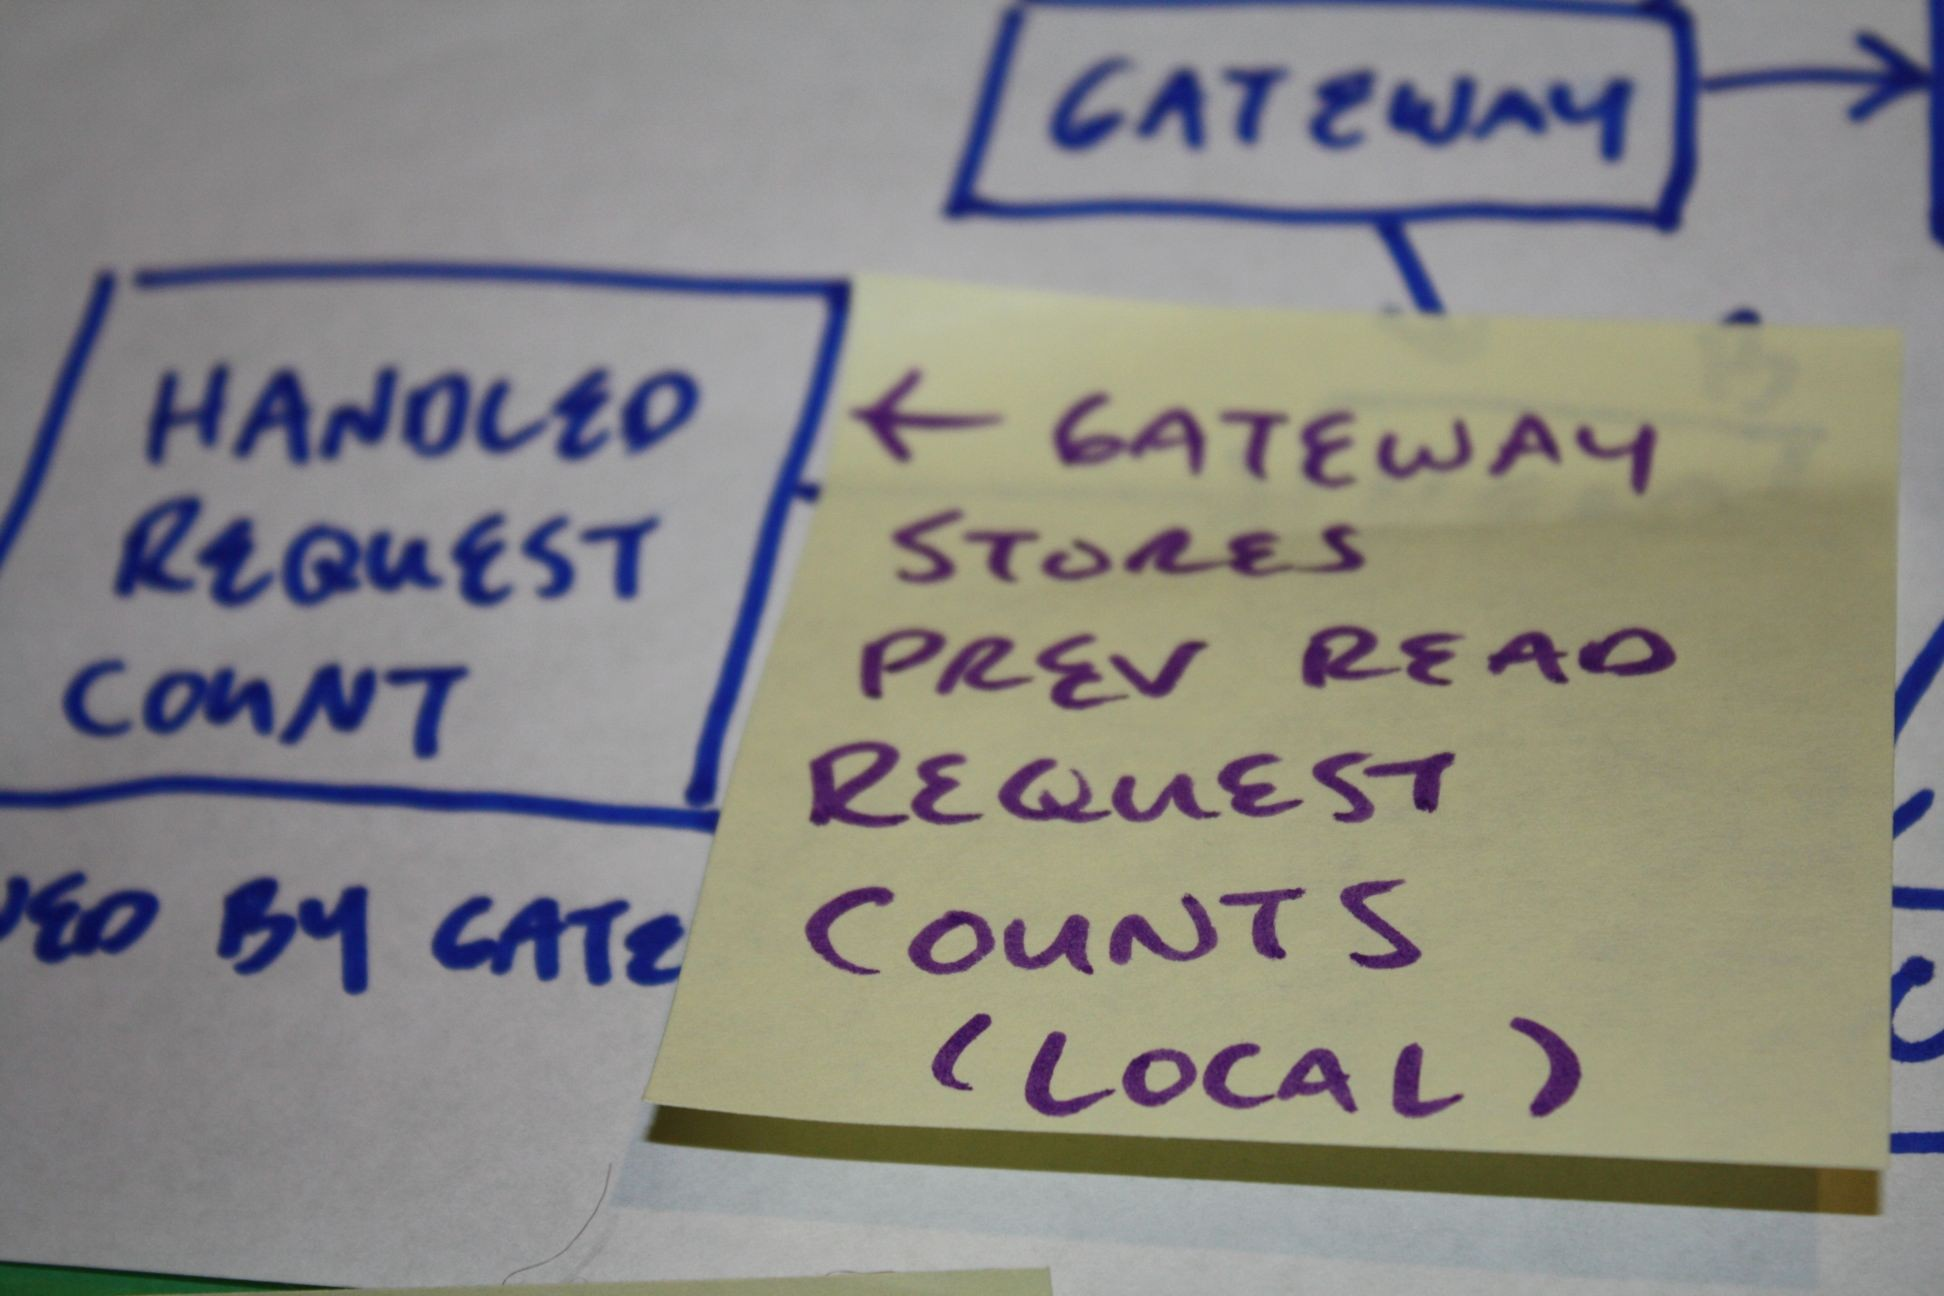 GATEWAY
HANDLED
REQUEST
COUNT
BY
← GATEWAY
STORES
PREV READ
REQUEST
COUNTS
(LOCAL)